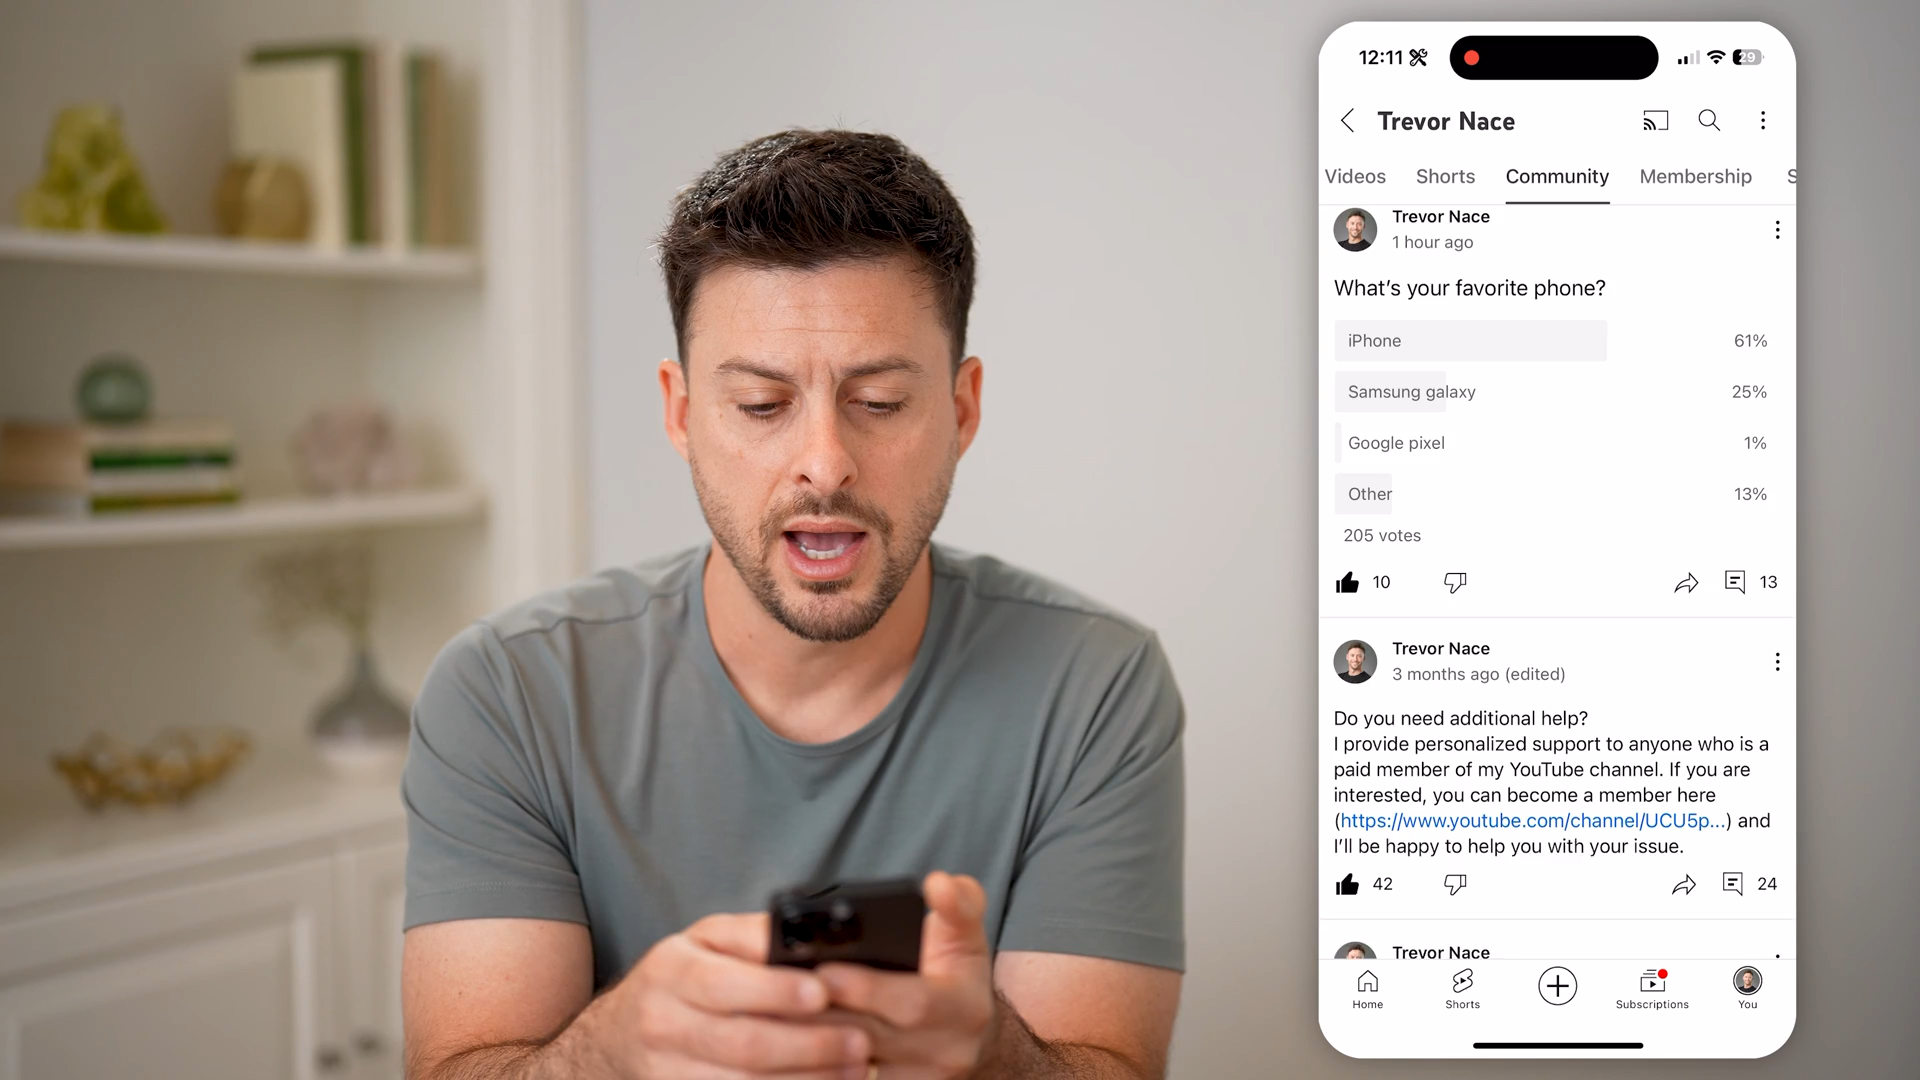 12:11
29
Trevor Nace
Videos Shorts Community Membership S
Trevor Nace
1 hour ago
What's your favorite phone?
iPhone 61%
Samsung galaxy 25%
Google pixel 1%
Other 13%
205 votes
10 13
Trevor Nace
3 months ago (edited)
Do you need additional help?
I provide personalized support to anyone who is a
paid member of my YouTube channel. If you are
interested, you can become a member here
(https://www.youtube.com/channel/UCU5p...) and
I'll be happy to help you with your issue.
42 24
Trevor Nace
Home Shorts Subscriptions You